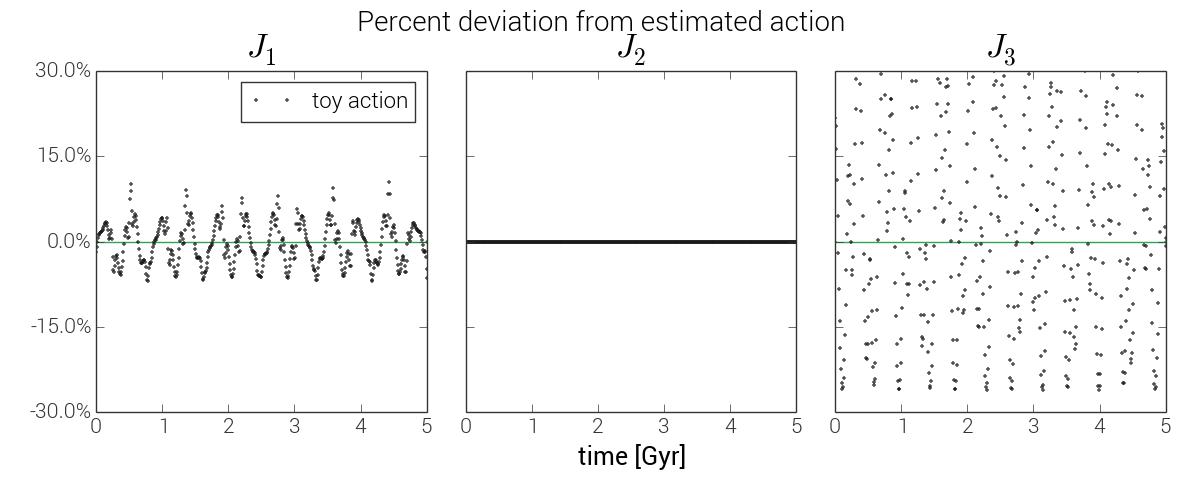 Percent deviation from estimated action
J1 J2 J3
30.0%
toy action
15.0%
0.0%
-15.0%
-30.0%
0 1 2 3 4 5 0 1 2 3 4 5 0 1 2 3 4 5
time [Gyr]